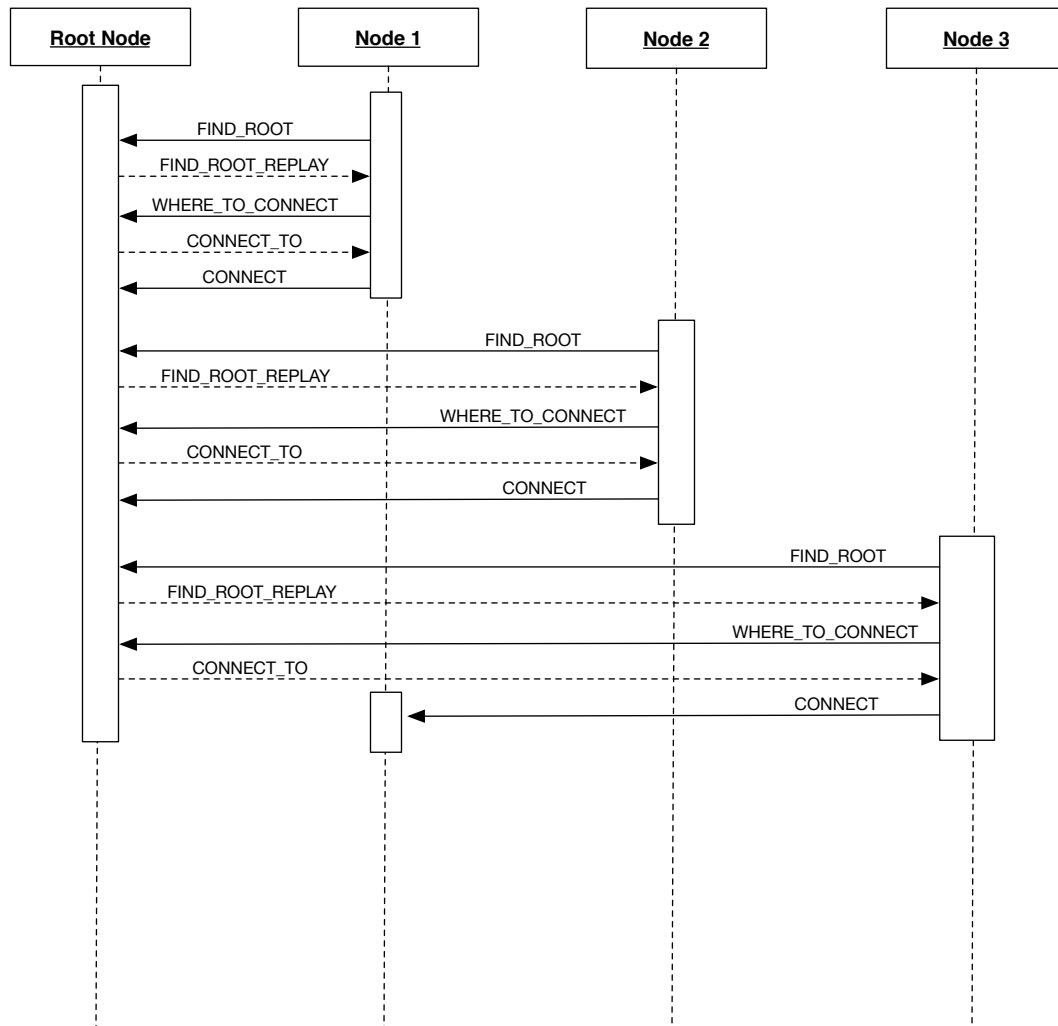 Root Node
Node 1
Node 2
Node 3
FIND_ROOT
FIND_ROOT_REPLAY
WHERE_TO_CONNECT
CONNECT_TO
CONNECT
FIND_ROOT
FIND_ROOT_REPLAY
WHERE_TO_CONNECT
CONNECT_TO
CONNECT
FIND_ROOT
FIND_ROOT_REPLAY
WHERE_TO_CONNECT
CONNECT_TO
CONNECT